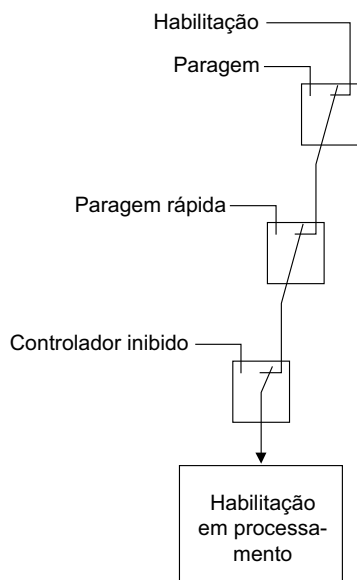 Habilitação
Paragem
Paragem rápida
Controlador inibido
Habilitação
em processa-
mento